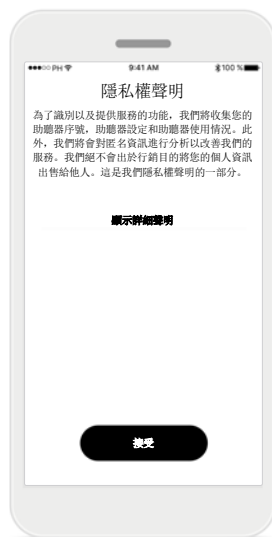 PH 9:41 AM 100 %
隱私權聲明
為了識別以及提供服務的功能，我們將收集您的
助聽器序號，助聽器設定和助聽器使用情況。此
外，我們將會對匿名資訊進行分析以改善我們的
服務。我們絕不會出於行銷目的將您的個人資訊
出售給他人。這是我們隱私權聲明的一部分。
顯示詳細聲明
接受